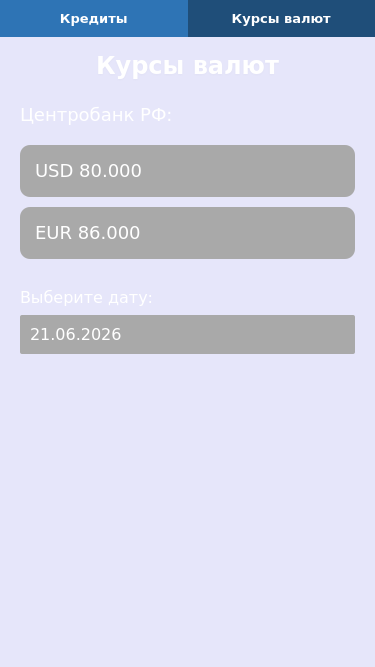 Кредиты
Курсы валют
Курсы валют
Центробанк РФ:
USD 80.000
EUR 86.000
Выберите дату:
21.06.2026